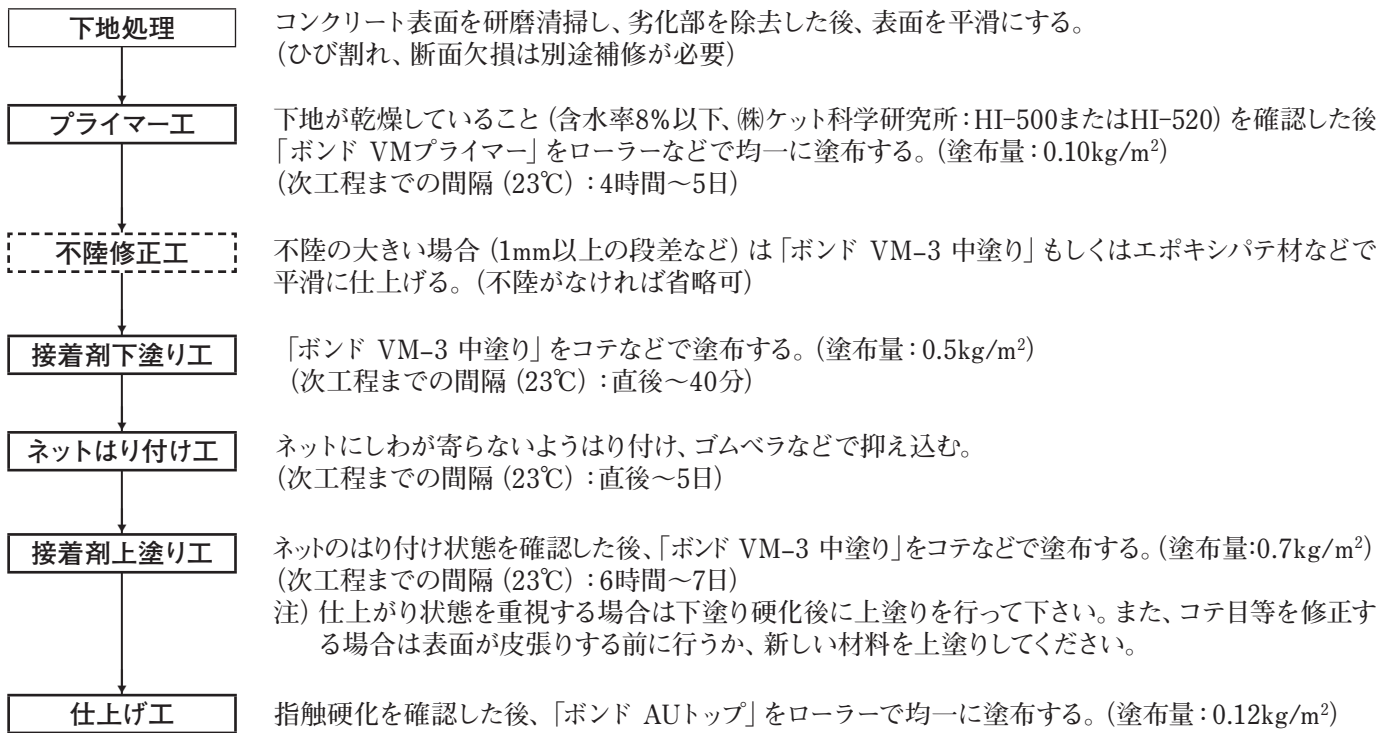 下地処理
コンクリート表面を研磨清掃し、劣化部を除去した後、表面を平滑にする。
(ひび割れ、断面欠損は別途補修が必要)
プライマー工
下地が乾燥していること(含水率8%以下、㈱ケット科学研究所:HI-500またはHI-520)を確認した後
「ボンド VMプライマー」をローラーなどで均一に塗布する。(塗布量:0.10kg/m²)
(次工程までの間隔(23℃):4時間〜5日)
不陸修正工
不陸の大きい場合(1mm以上の段差など)は「ボンド VM-3 中塗り」もしくはエポキシパテ材などで
平滑に仕上げる。(不陸がなければ省略可)
接着剤下塗り工
「ボンド VM-3 中塗り」をコテなどで塗布する。(塗布量:0.5kg/m²)
(次工程までの間隔(23℃):直後〜40分)
ネットはり付け工
ネットにしわが寄らないようはり付け、ゴムベラなどで抑え込む。
(次工程までの間隔(23℃):直後〜5日)
接着剤上塗り工
ネットのはり付け状態を確認した後、「ボンド VM-3 中塗り」をコテなどで塗布する。(塗布量:0.7kg/m²)
(次工程までの間隔(23℃):6時間〜7日)
注)仕上がり状態を重視する場合は下塗り硬化後に上塗りを行って下さい。また、コテ目等を修正す
る場合は表面が皮張りする前に行うか、新しい材料を上塗りしてください。
仕上げ工
指触硬化を確認した後、「ボンド AUトップ」をローラーで均一に塗布する。(塗布量:0.12kg/m²)